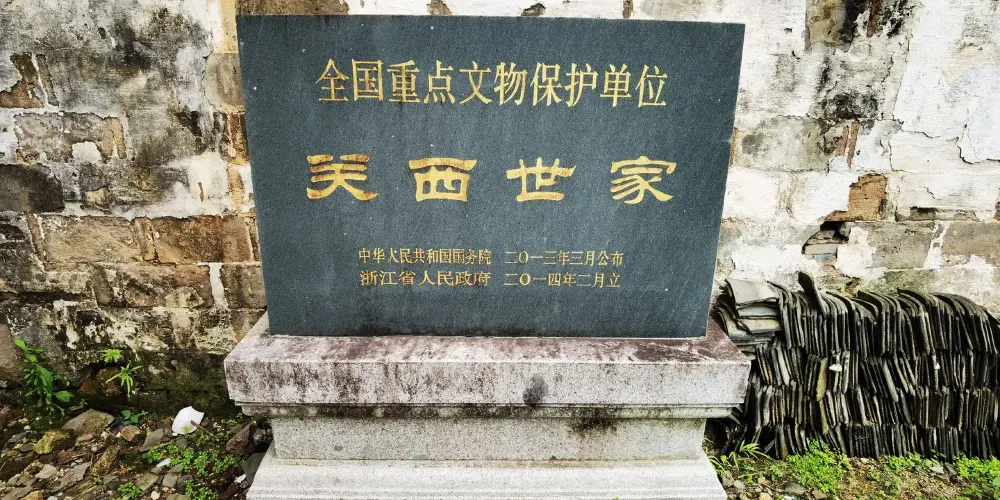 全国重点文物保护单位
关西世家
中华人民共和国国务院 二〇一三年三月公布
浙江省人民政府 二〇一四年二月立